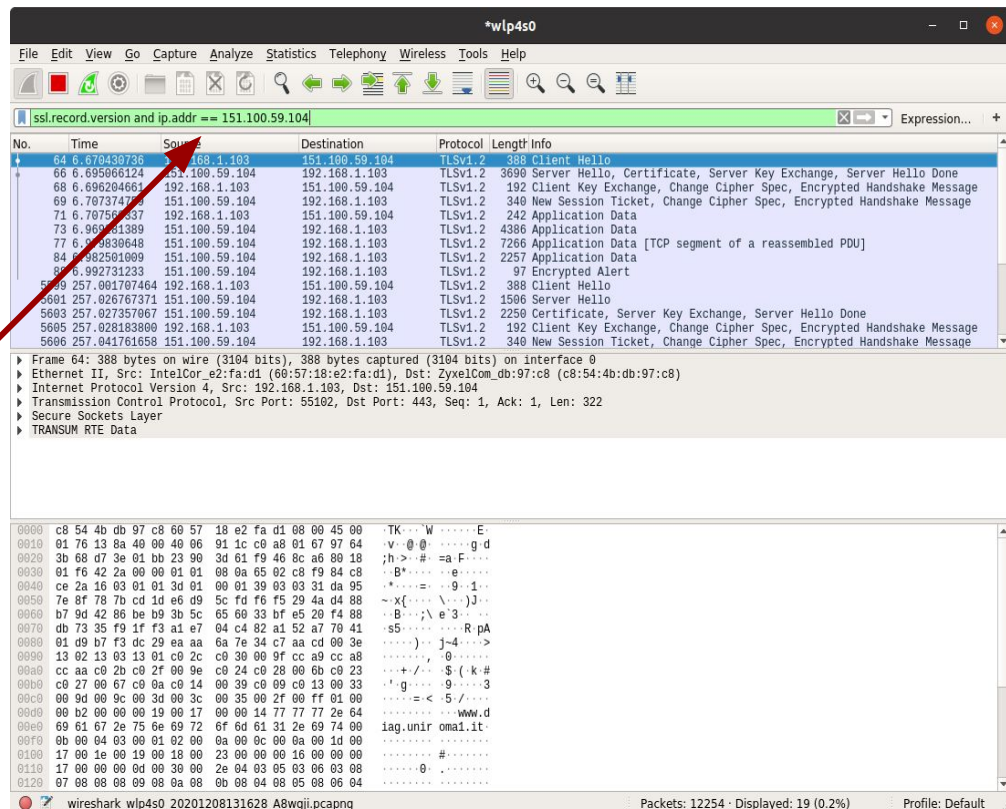 *wlp4s0
File Edit View Go Capture Analyze Statistics Telephony Wireless Tools Help
ssl.record.version and ip.addr == 151.100.59.104 Expression... +
No. Time Source Destination Protocol Length Info
64 6.670430736 192.168.1.103 151.100.59.104 TLSv1.2 388 Client Hello
66 6.695066124 151.100.59.104 192.168.1.103 TLSv1.2 3690 Server Hello, Certificate, Server Key Exchange, Server Hello Done
68 6.696204661 192.168.1.103 151.100.59.104 TLSv1.2 192 Client Key Exchange, Change Cipher Spec, Encrypted Handshake Message
69 151.100.59.104 192.168.1.103 TLSv1.2 340 New Session Ticket, Change Cipher Spec, Encrypted Handshake Message
71 192.168.1.103 151.100.59.104 TLSv1.2 242 Application Data
73 151.100.59.104 192.168.1.103 TLSv1.2 4386 Application Data
77 151.100.59.104 192.168.1.103 TLSv1.2 7266 Application Data [TCP segment of a reassembled PDU]
84 151.100.59.104 192.168.1.103 TLSv1.2 2257 Application Data
6.992731233 151.100.59.104 192.168.1.103 TLSv1.2 97 Encrypted Alert
257.001707464 192.168.1.103 151.100.59.104 TLSv1.2 388 Client Hello
5601 257.026767371 151.100.59.104 192.168.1.103 TLSv1.2 1506 Server Hello
5603 257.027357067 151.100.59.104 192.168.1.103 TLSv1.2 2250 Certificate, Server Key Exchange, Server Hello Done
5605 257.028183800 192.168.1.103 151.100.59.104 TLSv1.2 192 Client Key Exchange, Change Cipher Spec, Encrypted Handshake Message
5606 257.041761658 151.100.59.104 192.168.1.103 TLSv1.2 340 New Session Ticket, Change Cipher Spec, Encrypted Handshake Message
Frame 64: 388 bytes on wire (3104 bits), 388 bytes captured (3104 bits) on interface 0
Ethernet II, Src: IntelCor_e2:fa:d1 (60:57:18:e2:fa:d1), Dst: ZyxelCom_db:97:c8 (c8:54:4b:db:97:c8)
Internet Protocol Version 4, Src: 192.168.1.103, Dst: 151.100.59.104
Transmission Control Protocol, Src Port: 55102, Dst Port: 443, Seq: 1, Ack: 1, Len: 322
Secure Sockets Layer
TRANSUM RTE Data
0000 c8 54 4b db 97 c8 60 57 18 e2 fa d1 08 00 45 00 ·TK···`W ······E·
0010 01 76 13 8a 40 00 40 06 91 1c c0 a8 01 67 97 64 ·v··@·@· ·····g·d
0020 3b 68 d7 3e 01 bb 23 90 3d 61 f9 46 8c a6 80 18 ;h·>··#· =a·F····
0030 01 f6 42 2a 00 00 01 01 08 0a 65 02 c8 f9 84 c8 ··B*···· ··e·····
0040 ce 2a 16 03 01 01 3d 01 00 01 39 03 03 31 da 95 ·*····=· ··9··1··
0050 7e 8f 78 7b cd 1d e6 d9 5c fd f6 f5 29 4a d4 88 ~·x{···· \···)J··
0060 b7 9d 42 86 be b9 3b 5c 65 60 33 bf e5 20 f4 88 ··B···;\ e`3·· ··
0070 db 73 35 f9 1f f3 a1 e7 04 c4 82 a1 52 a7 70 41 ·s5····· ····R·pA
0080 01 d9 b7 f3 dc 29 ea aa 6a 7e 34 c7 aa cd 00 3e ·····)·· j~4····>
0090 13 02 13 03 13 01 c0 2c c0 30 00 9f cc a9 cc a8 ·······, ·0······
00a0 cc aa c0 2b c0 2f 00 9e c0 24 c0 28 00 6b c0 23 ···+·/·· ·$·(·k·#
00b0 c0 27 00 67 c0 0a c0 14 00 39 c0 09 c0 13 00 33 ·'·g···· ·9·····3
00c0 00 9d 00 9c 00 3d 00 3c 00 35 00 2f 00 ff 01 00 ·····=·< ·5·/····
00d0 00 b2 00 00 00 19 00 17 00 00 14 77 77 77 2e 64 ········ ···www.d
00e0 69 61 67 2e 75 6e 69 72 6f 6d 61 31 2e 69 74 00 iag.unir oma1.it·
00f0 0b 00 04 03 00 01 02 00 0a 00 0c 00 0a 00 1d 00 ········ ········
0100 17 00 1e 00 19 00 18 00 23 00 00 00 16 00 00 00 ········ #·······
0110 17 00 00 00 0d 00 30 00 2e 04 03 05 03 06 03 08 ······0· .·······
0120 07 08 08 08 09 08 0a 08 0b 08 04 08 05 08 06 04 ········ ········
wireshark_wlp4s0_20201208131628_A8wgji.pcapng Packets: 12254 · Displayed: 19 (0.2%) Profile: Default